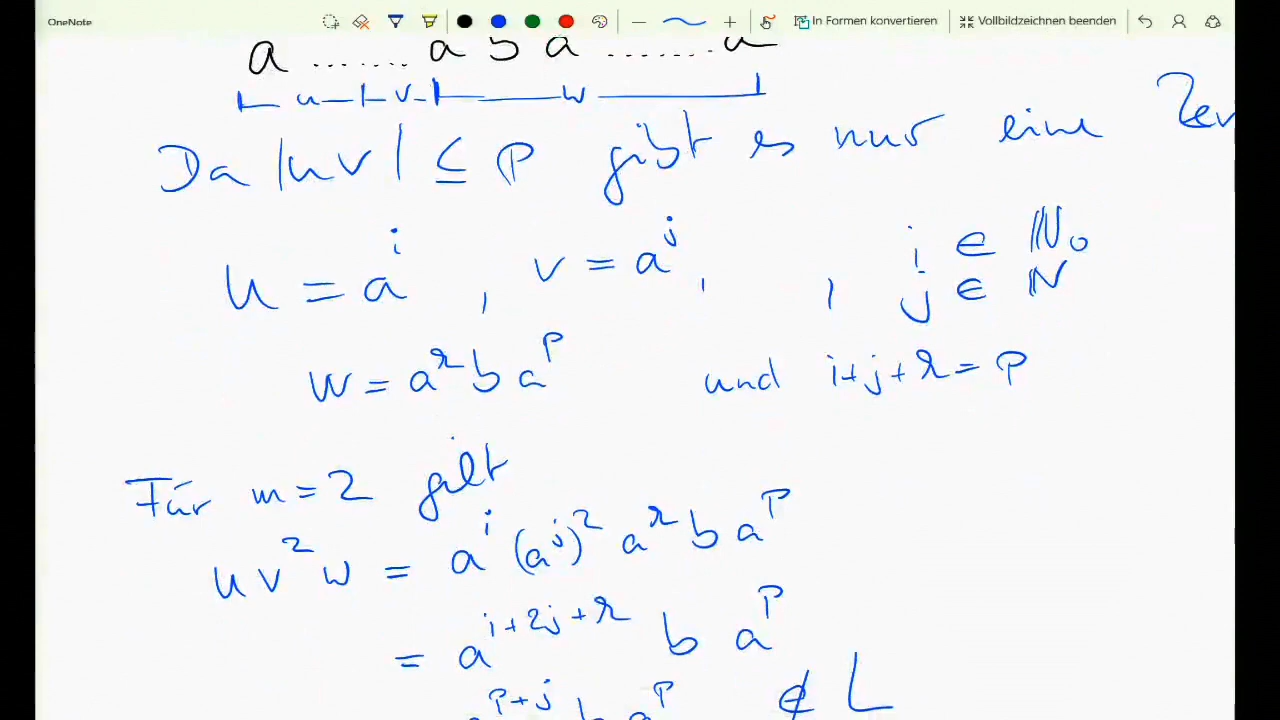 OneNote In Formen konvertieren Vollbildzeichnen beenden
a ....... a b a ....... a
u v w
Da |uv| ≤ p gibt es nur eine
u = a^i , v = a^j , , i ∈ ℕ₀
j ∈ ℕ
w = a^r b a^p und i+j+r = p
Für m = 2 gilt
u v² w = a^i (a^j)² a^r b a^p
= a^{i+2j+r} b a^p
a^{p+j} b a^p ∉ L